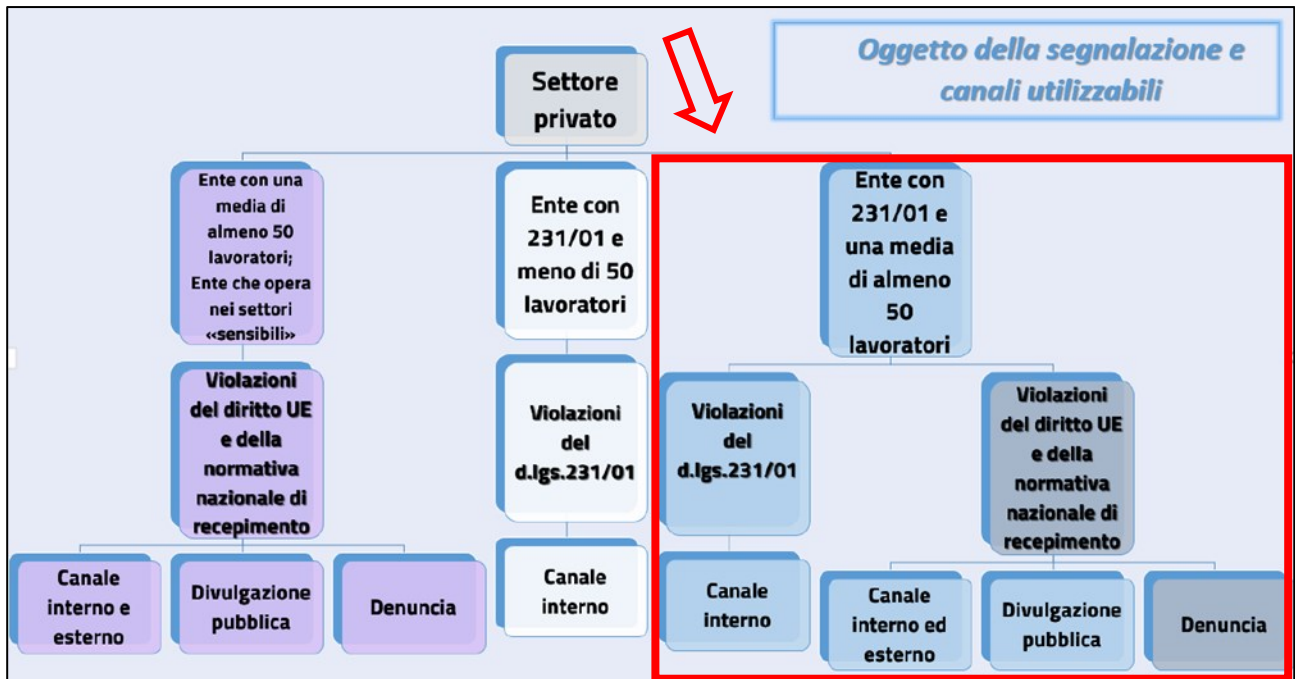 Oggetto della segnalazione e
canali utilizzabili
Settore
privato
Ente con una
media di
almeno 50
lavoratori;
Ente che opera
nei settori
«sensibili»
Violazioni
del diritto UE
e della
normativa
nazionale di
recepimento
Canale
interno e
esterno
Divulgazione
pubblica
Denuncia
Ente con
231/01 e
meno di 50
lavoratori
Violazioni
del
d.lgs.231/01
Canale
interno
Ente con
231/01 e
una media
di almeno
50
lavoratori
Violazioni
del
d.lgs.231/01
Canale
interno
Violazioni
del diritto UE
e della
normativa
nazionale di
recepimento
Canale
interno ed
esterno
Divulgazione
pubblica
Denuncia